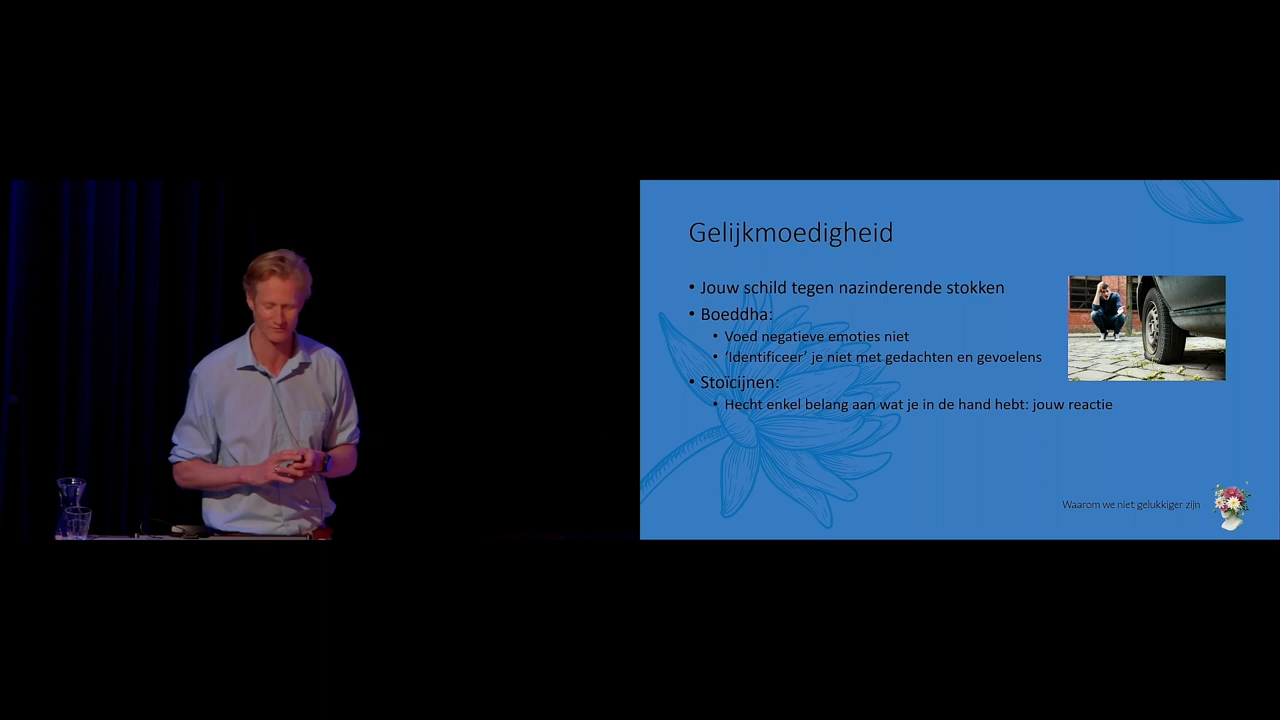 Gelijkmoedigheid
• Jouw schild tegen nazinderende stokken
• Boeddha:
• Voed negatieve emoties niet
• ‘Identificeer’ je niet met gedachten en gevoelens
• Stoïcijnen:
• Hecht enkel belang aan wat je in de hand hebt: jouw reactie
Waarom we niet gelukkiger zijn